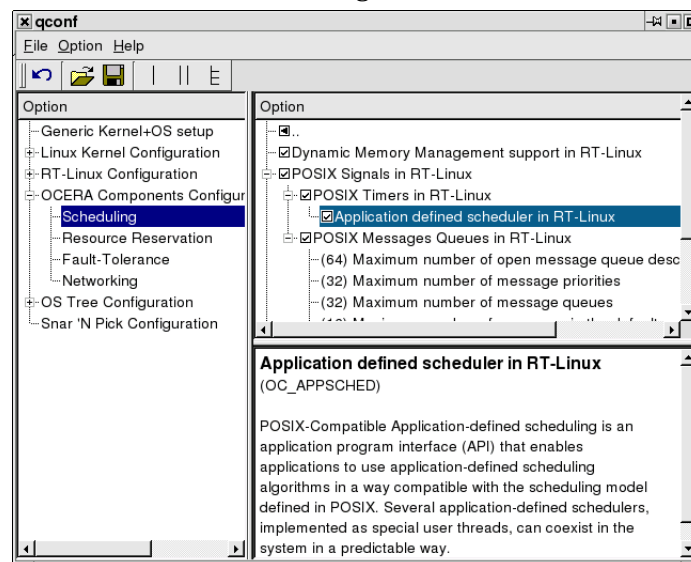 qconf
File Option Help
Option
Generic Kernel+OS setup
Linux Kernel Configuration
RT-Linux Configuration
OCERA Components Configur
Scheduling
Resource Reservation
Fault-Tolerance
Networking
OS Tree Configuration
Snar 'N Pick Configuration
Option
..
Dynamic Memory Management support in RT-Linux
POSIX Signals in RT-Linux
POSIX Timers in RT-Linux
Application defined scheduler in RT-Linux
POSIX Messages Queues in RT-Linux
(64) Maximum number of open message queue desc
(32) Maximum number of message priorities
(32) Maximum number of message queues
Application defined scheduler in RT-Linux
(OC_APPSCHED)
POSIX-Compatible Application-defined scheduling is an
application program interface (API) that enables
applications to use application-defined scheduling
algorithms in a way compatible with the scheduling model
defined in POSIX. Several application-defined schedulers,
implemented as special user threads, can coexist in the
system in a predictable way.